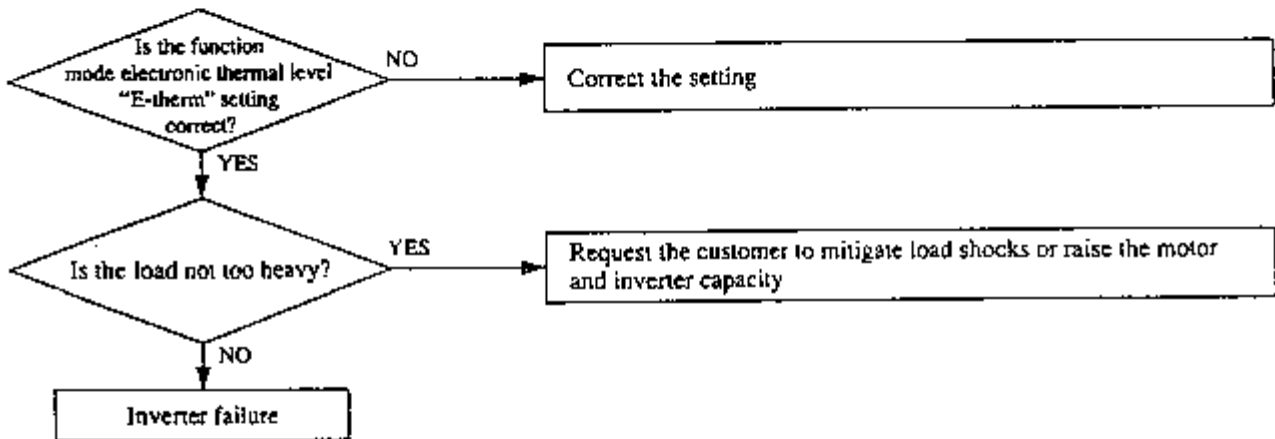 Is the function
mode electronic thermal level
"E-therm" setting
correct?
NO
Correct the setting
YES
Is the load not too heavy?
YES
Request the customer to mitigate load shocks or raise the motor
and inverter capacity
NO
Inverter failure